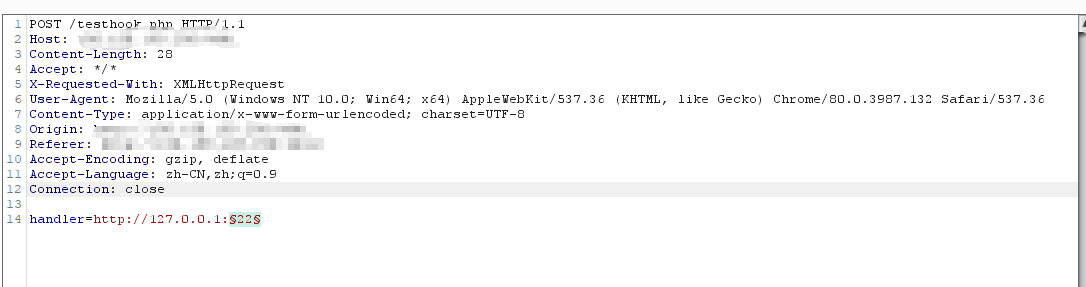 1 POST /testhook.php HTTP/1.1
2 Host:
3 Content-Length: 28
4 Accept: */*
5 X-Requested-With: XMLHttpRequest
6 User-Agent: Mozilla/5.0 (Windows NT 10.0; Win64; x64) AppleWebKit/537.36 (KHTML, like Gecko) Chrome/80.0.3987.132 Safari/537.36
7 Content-Type: application/x-www-form-urlencoded; charset=UTF-8
8 Origin:
9 Referer:
10 Accept-Encoding: gzip, deflate
11 Accept-Language: zh-CN,zh;q=0.9
12 Connection: close
13
14 handler=http://127.0.0.1:§22§